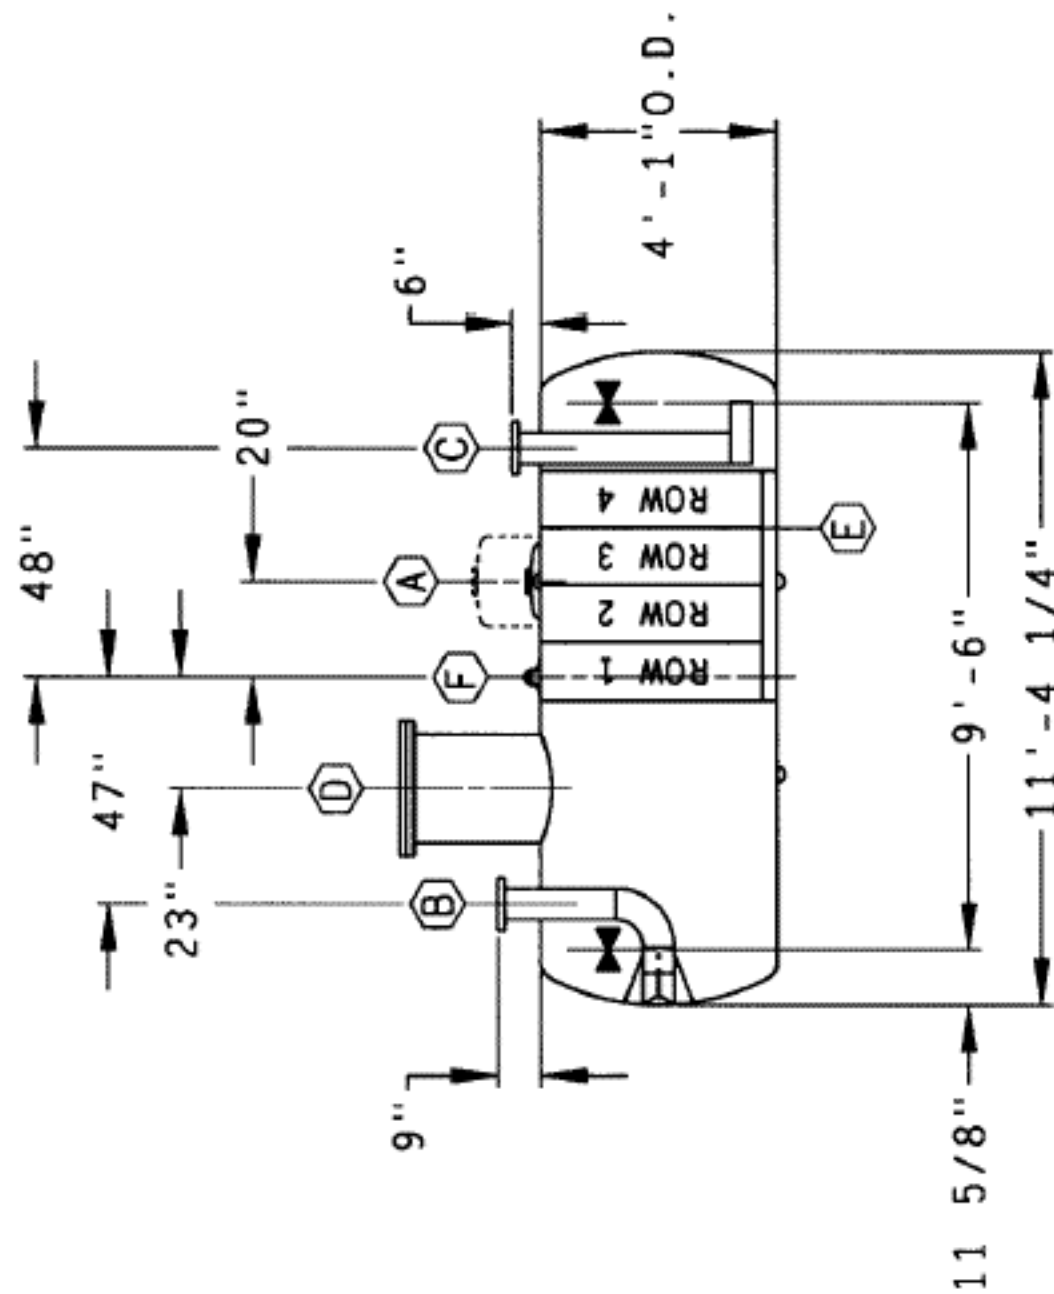 48"
47"
23"
20"
9"
6"
B
D
F
A
C
ROW 1
ROW 2
ROW 3
ROW 4
E
4'-1"O.D.
11 5/8"
9'-6"
11'-4 1/4"